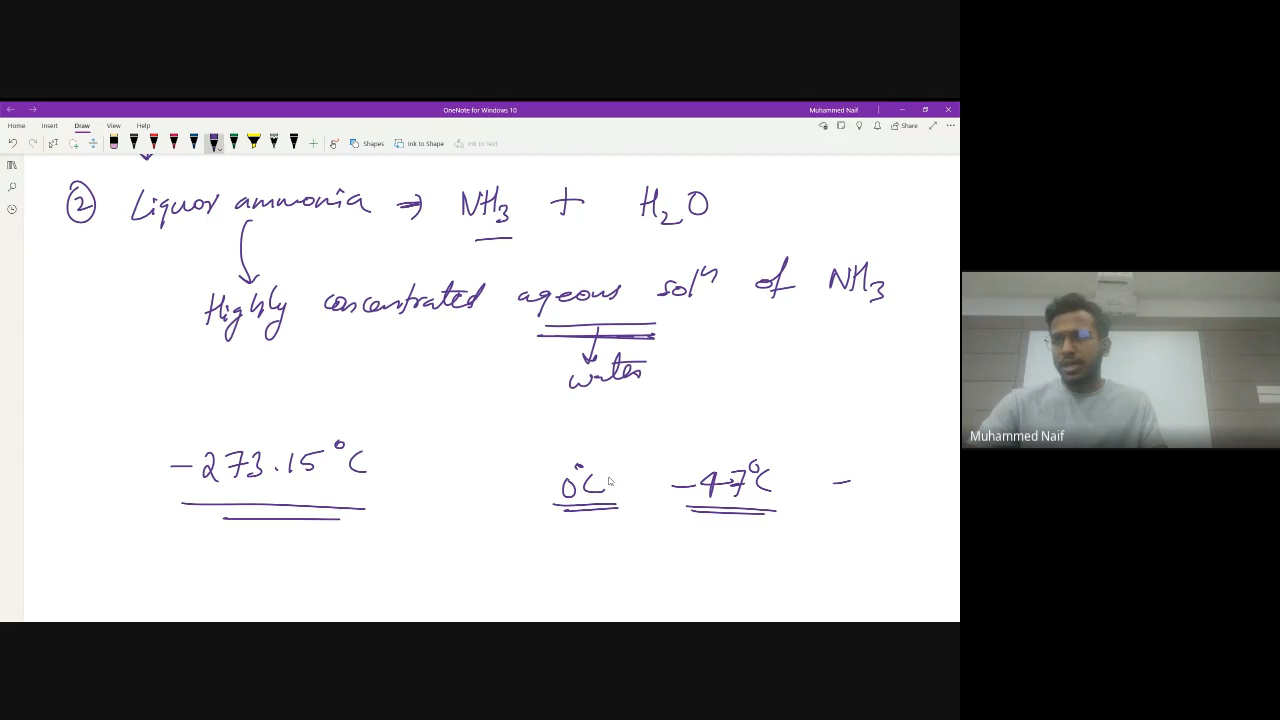 OneNote for Windows 10
Muhammed Naif
Home Insert Draw View Help
Share
Shapes Ink to Shape Ink to Text
② Liquor ammonia → NH3 + H2O
Highly concentrated aqeous solⁿ of NH3
water
-273.15°C
0°C -47°C -
Muhammed Naif